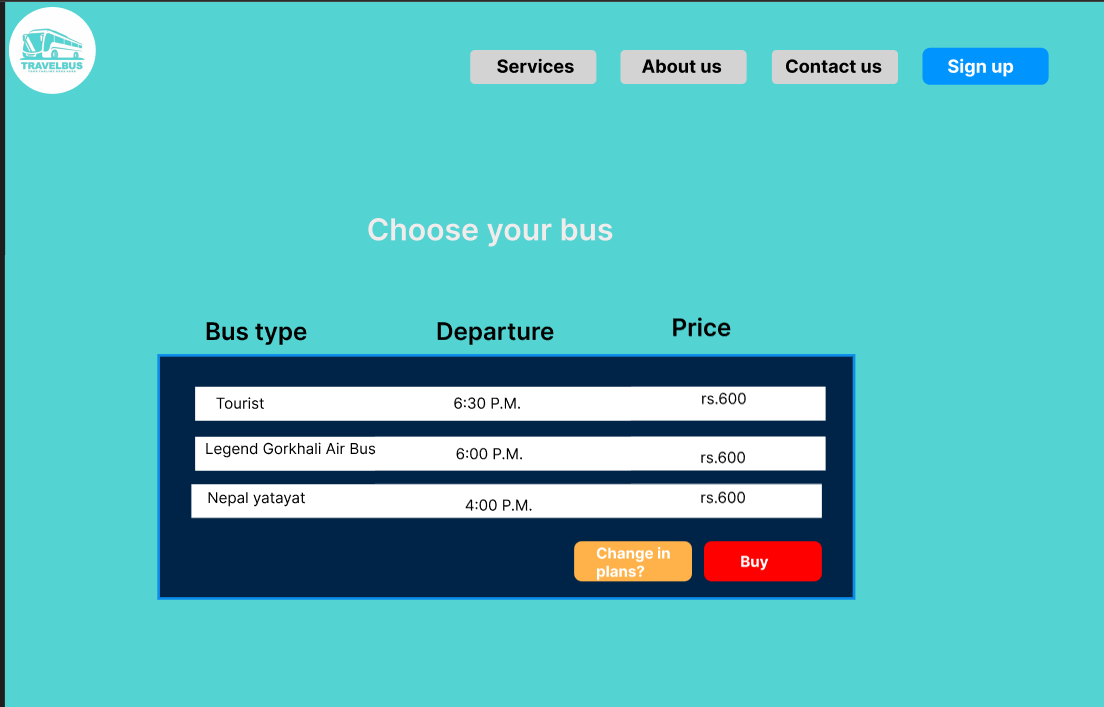 TRAVELBUS
Services About us Contact us Sign up
Choose your bus
Bus type Departure Price
Tourist 6:30 P.M. rs.600
Legend Gorkhali Air Bus 6:00 P.M. rs.600
Nepal yatayat 4:00 P.M. rs.600
Change in
plans?
Buy